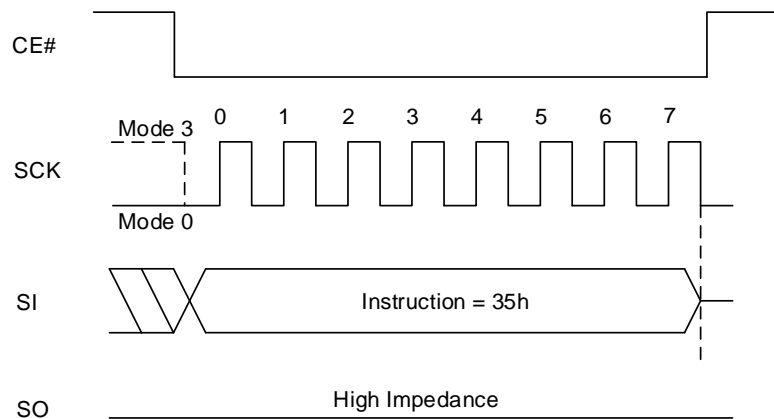 CE#
0 1 2 3 4 5 6 7
Mode 3
SCK
Mode 0
SI
Instruction = 35h
High Impedance
SO